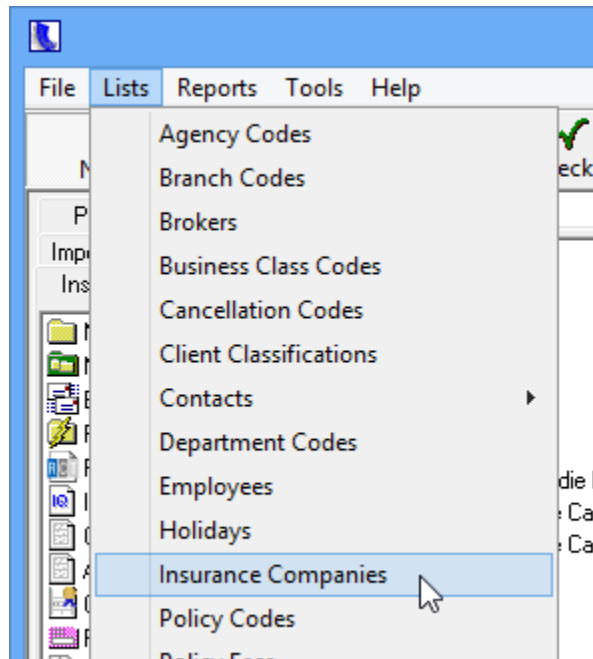 File Lists Reports Tools Help
Agency Codes
Branch Codes
Brokers
Business Class Codes
Cancellation Codes
Client Classifications
Contacts
Department Codes
Employees
Holidays
Insurance Companies
Policy Codes